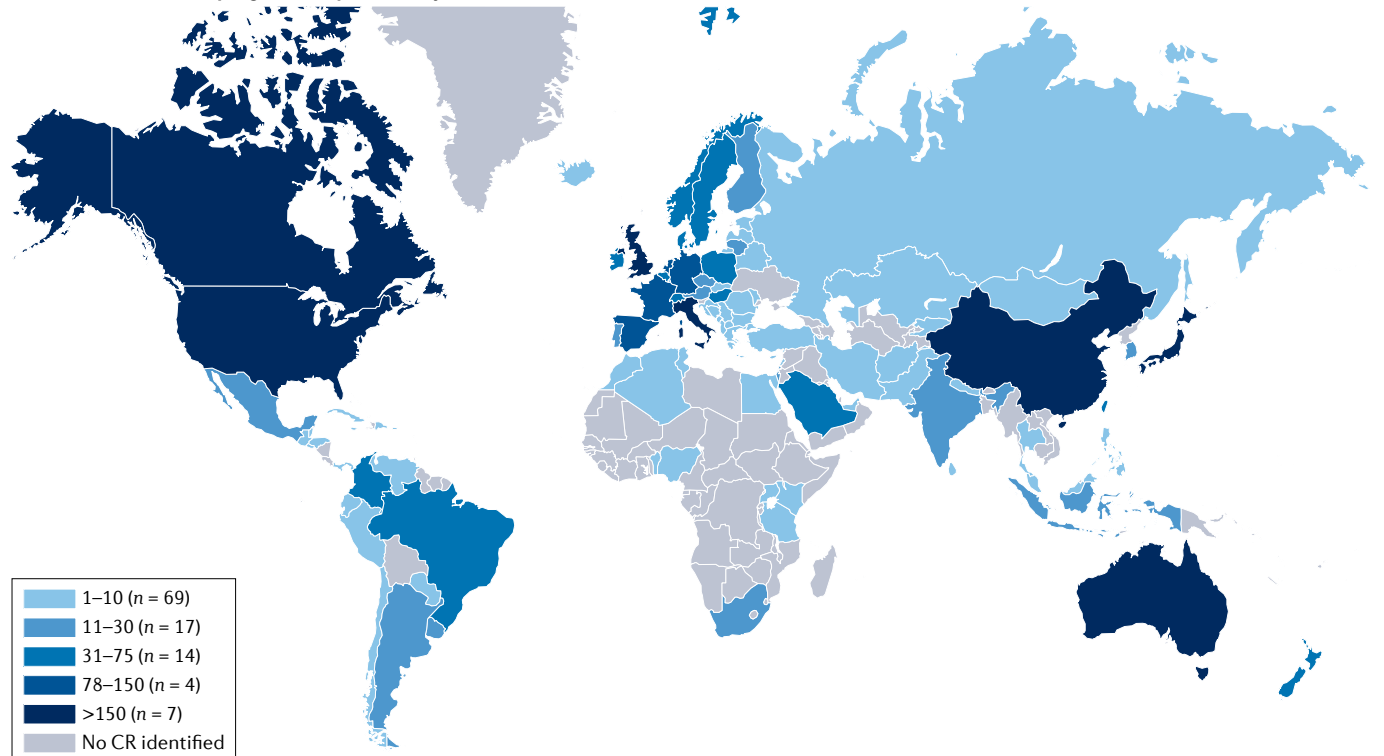 1–10 (n = 69)
11–30 (n = 17)
31–75 (n = 14)
78–150 (n = 4)
>150 (n = 7)
No CR identified